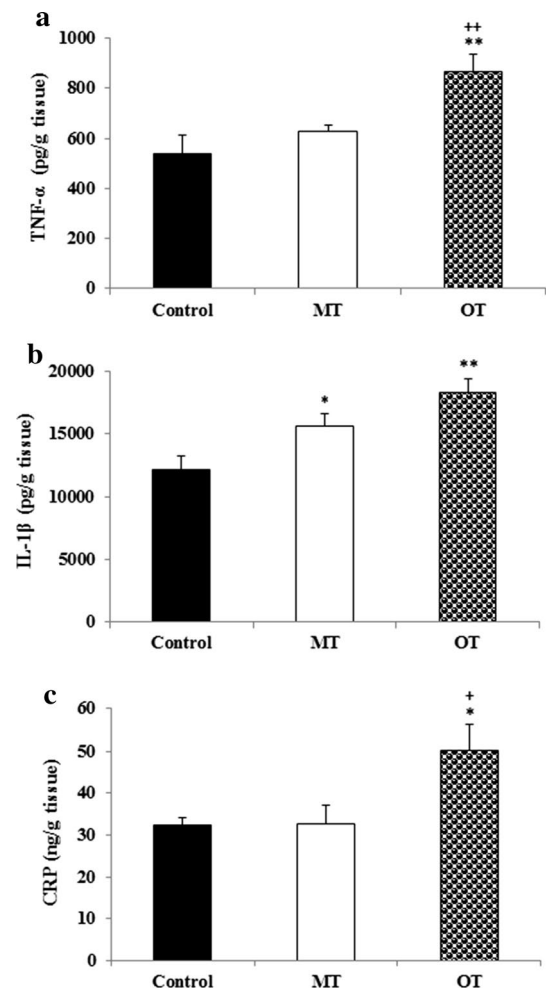 a
1000
800
600
400
200
0
TNF-α (pg/g tissue)
++
**
Control MT OT
b
20000
15000
10000
5000
0
IL-1β (pg/g tissue)
*
**
Control MT OT
c
60
50
40
30
20
10
0
CRP (ng/g tissue)
+
*
Control MT OT